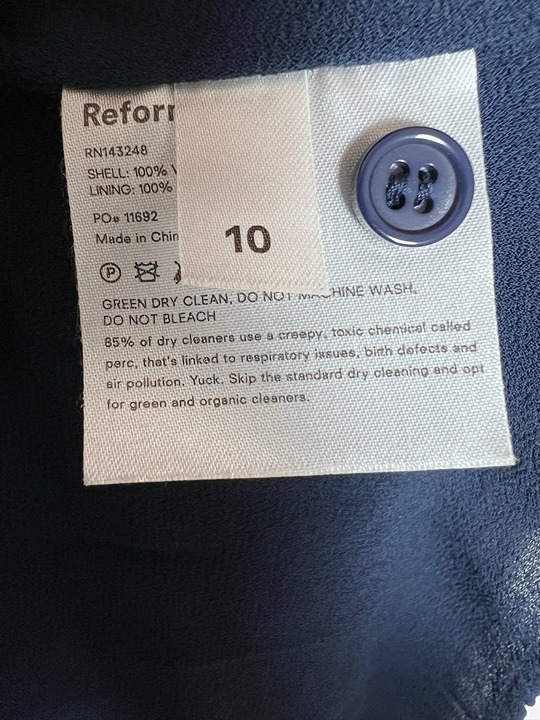 Refor
RN143248
SHELL: 100%
LINING: 100%
PO# 11692
Made in Chin
10
P
GREEN DRY CLEAN, DO NOT MACHINE WASH,
DO NOT BLEACH
85% of dry cleaners use a creepy, toxic chemical called
perc, that's linked to respiratory issues, birth defects and
air pollution. Yuck. Skip the standard dry cleaning and opt
for green and organic cleaners.